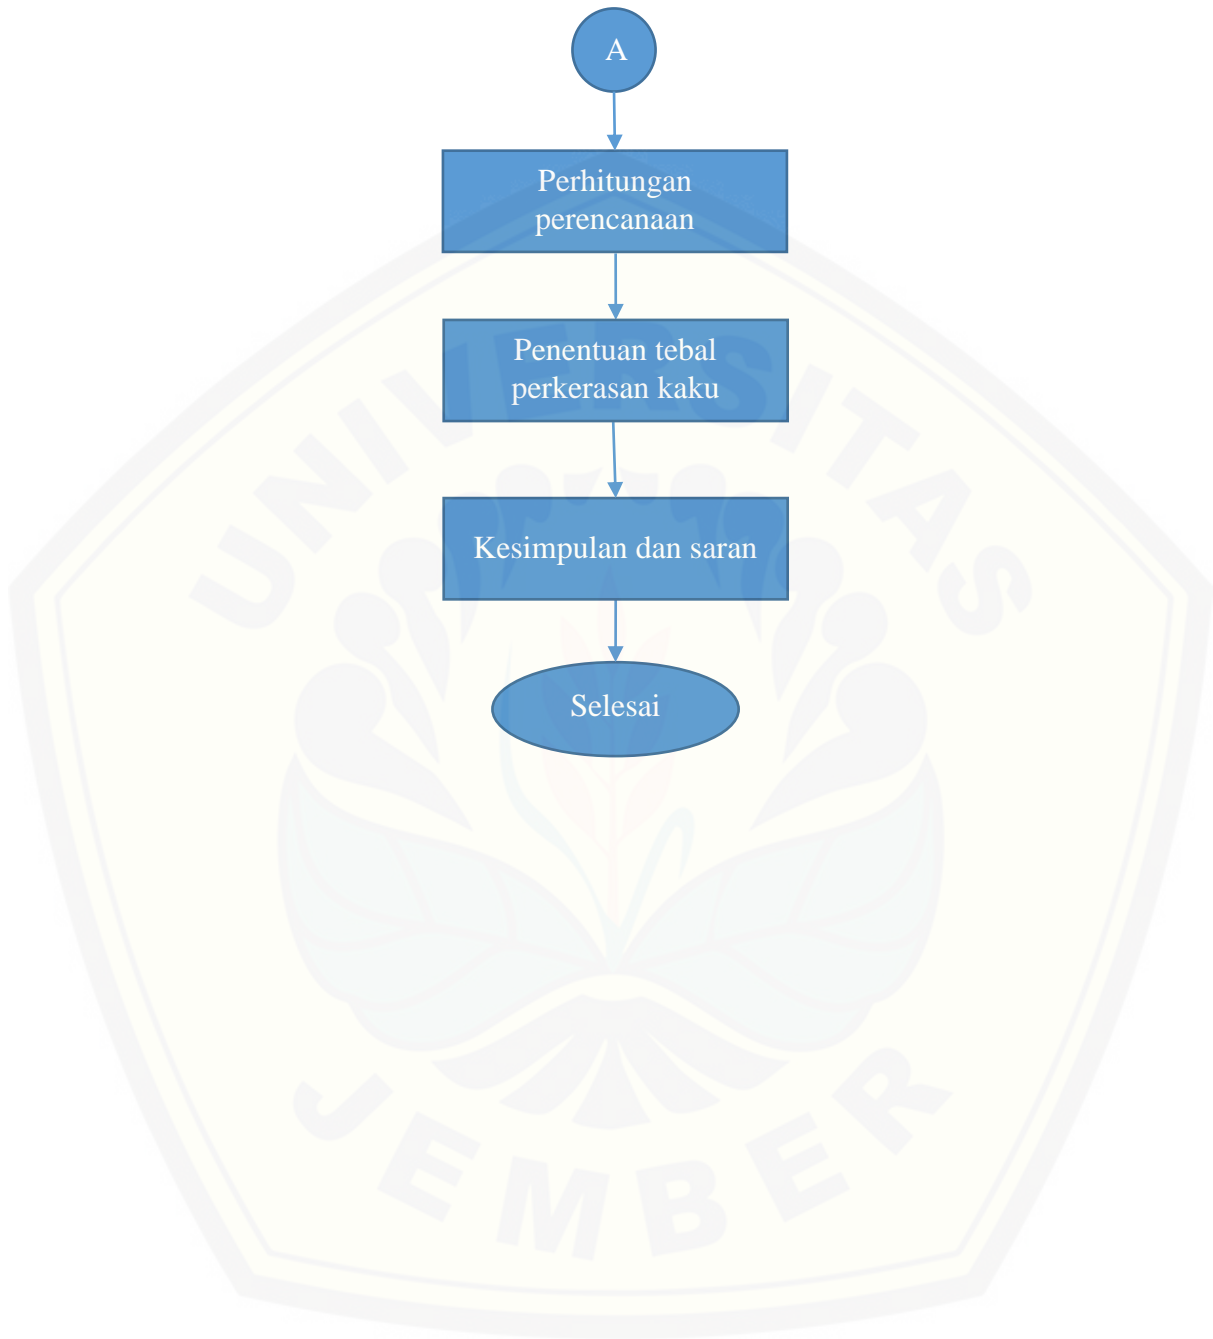 A
Perhitungan
perencanaan
Penentuan tebal
perkerasan kaku
Kesimpulan dan saran
Selesai
UNIVERSITAS
JEMBER